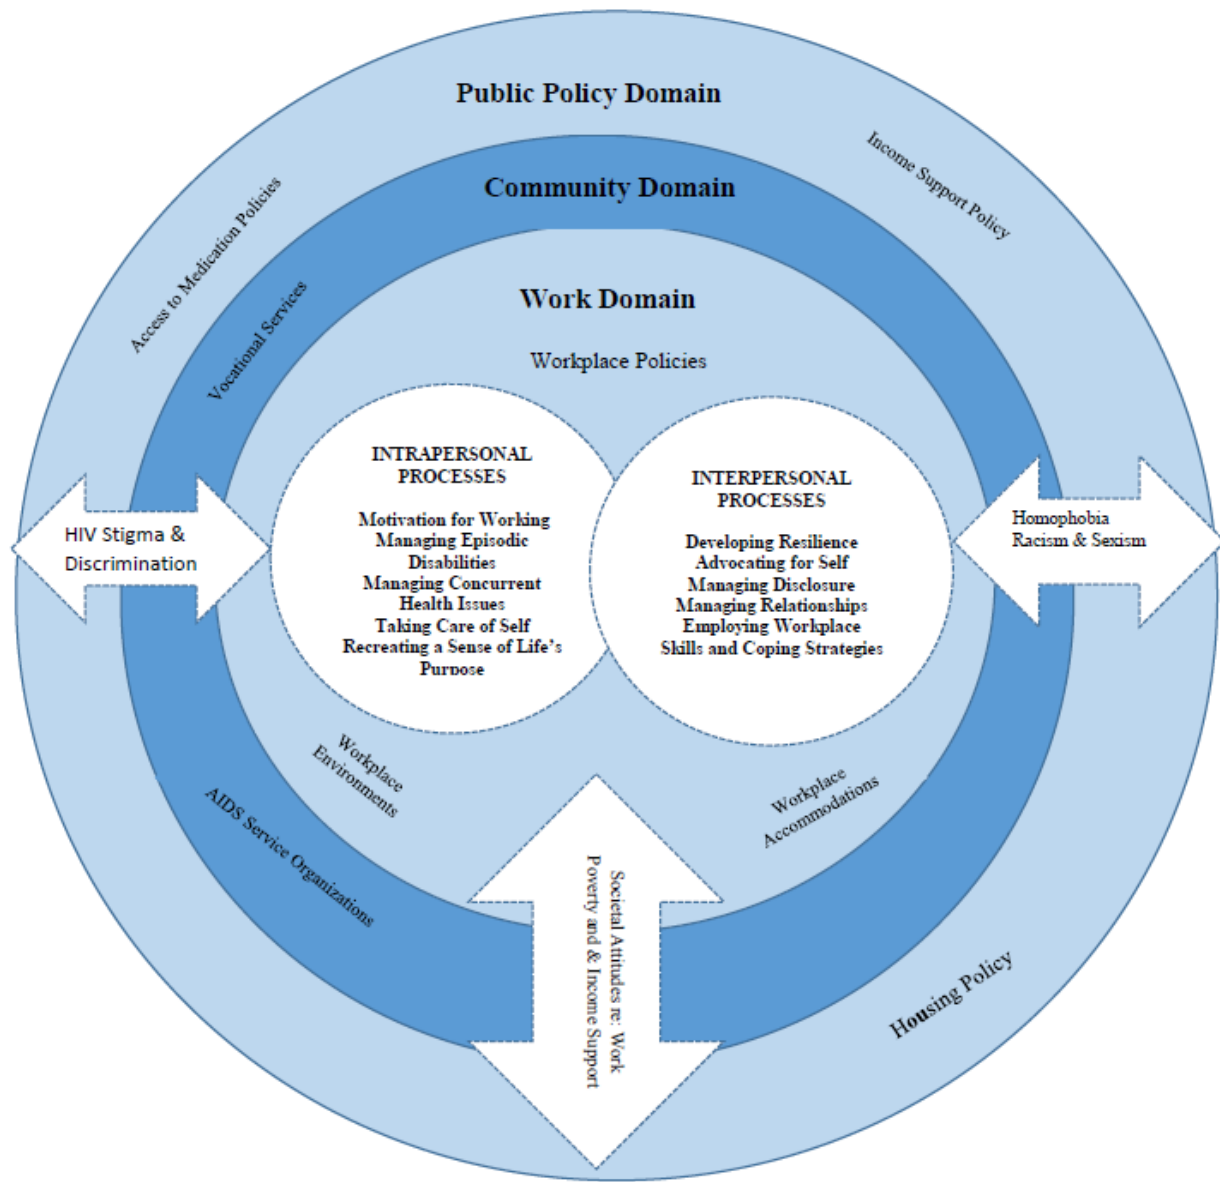 Public Policy Domain
Income Support Policy
Community Domain
Access to Medication Policies
Vocational Services
Work Domain
Workplace Policies
INTRAPERSONAL
PROCESSES
Motivation for Working
Managing Episodic
Disabilities
Managing Concurrent
Health Issues
Taking Care of Self
Recreating a Sense of Life's
Purpose
INTERPERSONAL
PROCESSES
Developing Resilience
Advocating for Self
Managing Disclosure
Managing Relationships
Employing Workplace
Skills and Coping Strategies
HIV Stigma &
Discrimination
Homophobia
Racism & Sexism
Workplace
Environments
Workplace
Accommodations
AIDS Service Organizations
Societal Attitudes re: Work
Poverty and & Income Support
Housing Policy